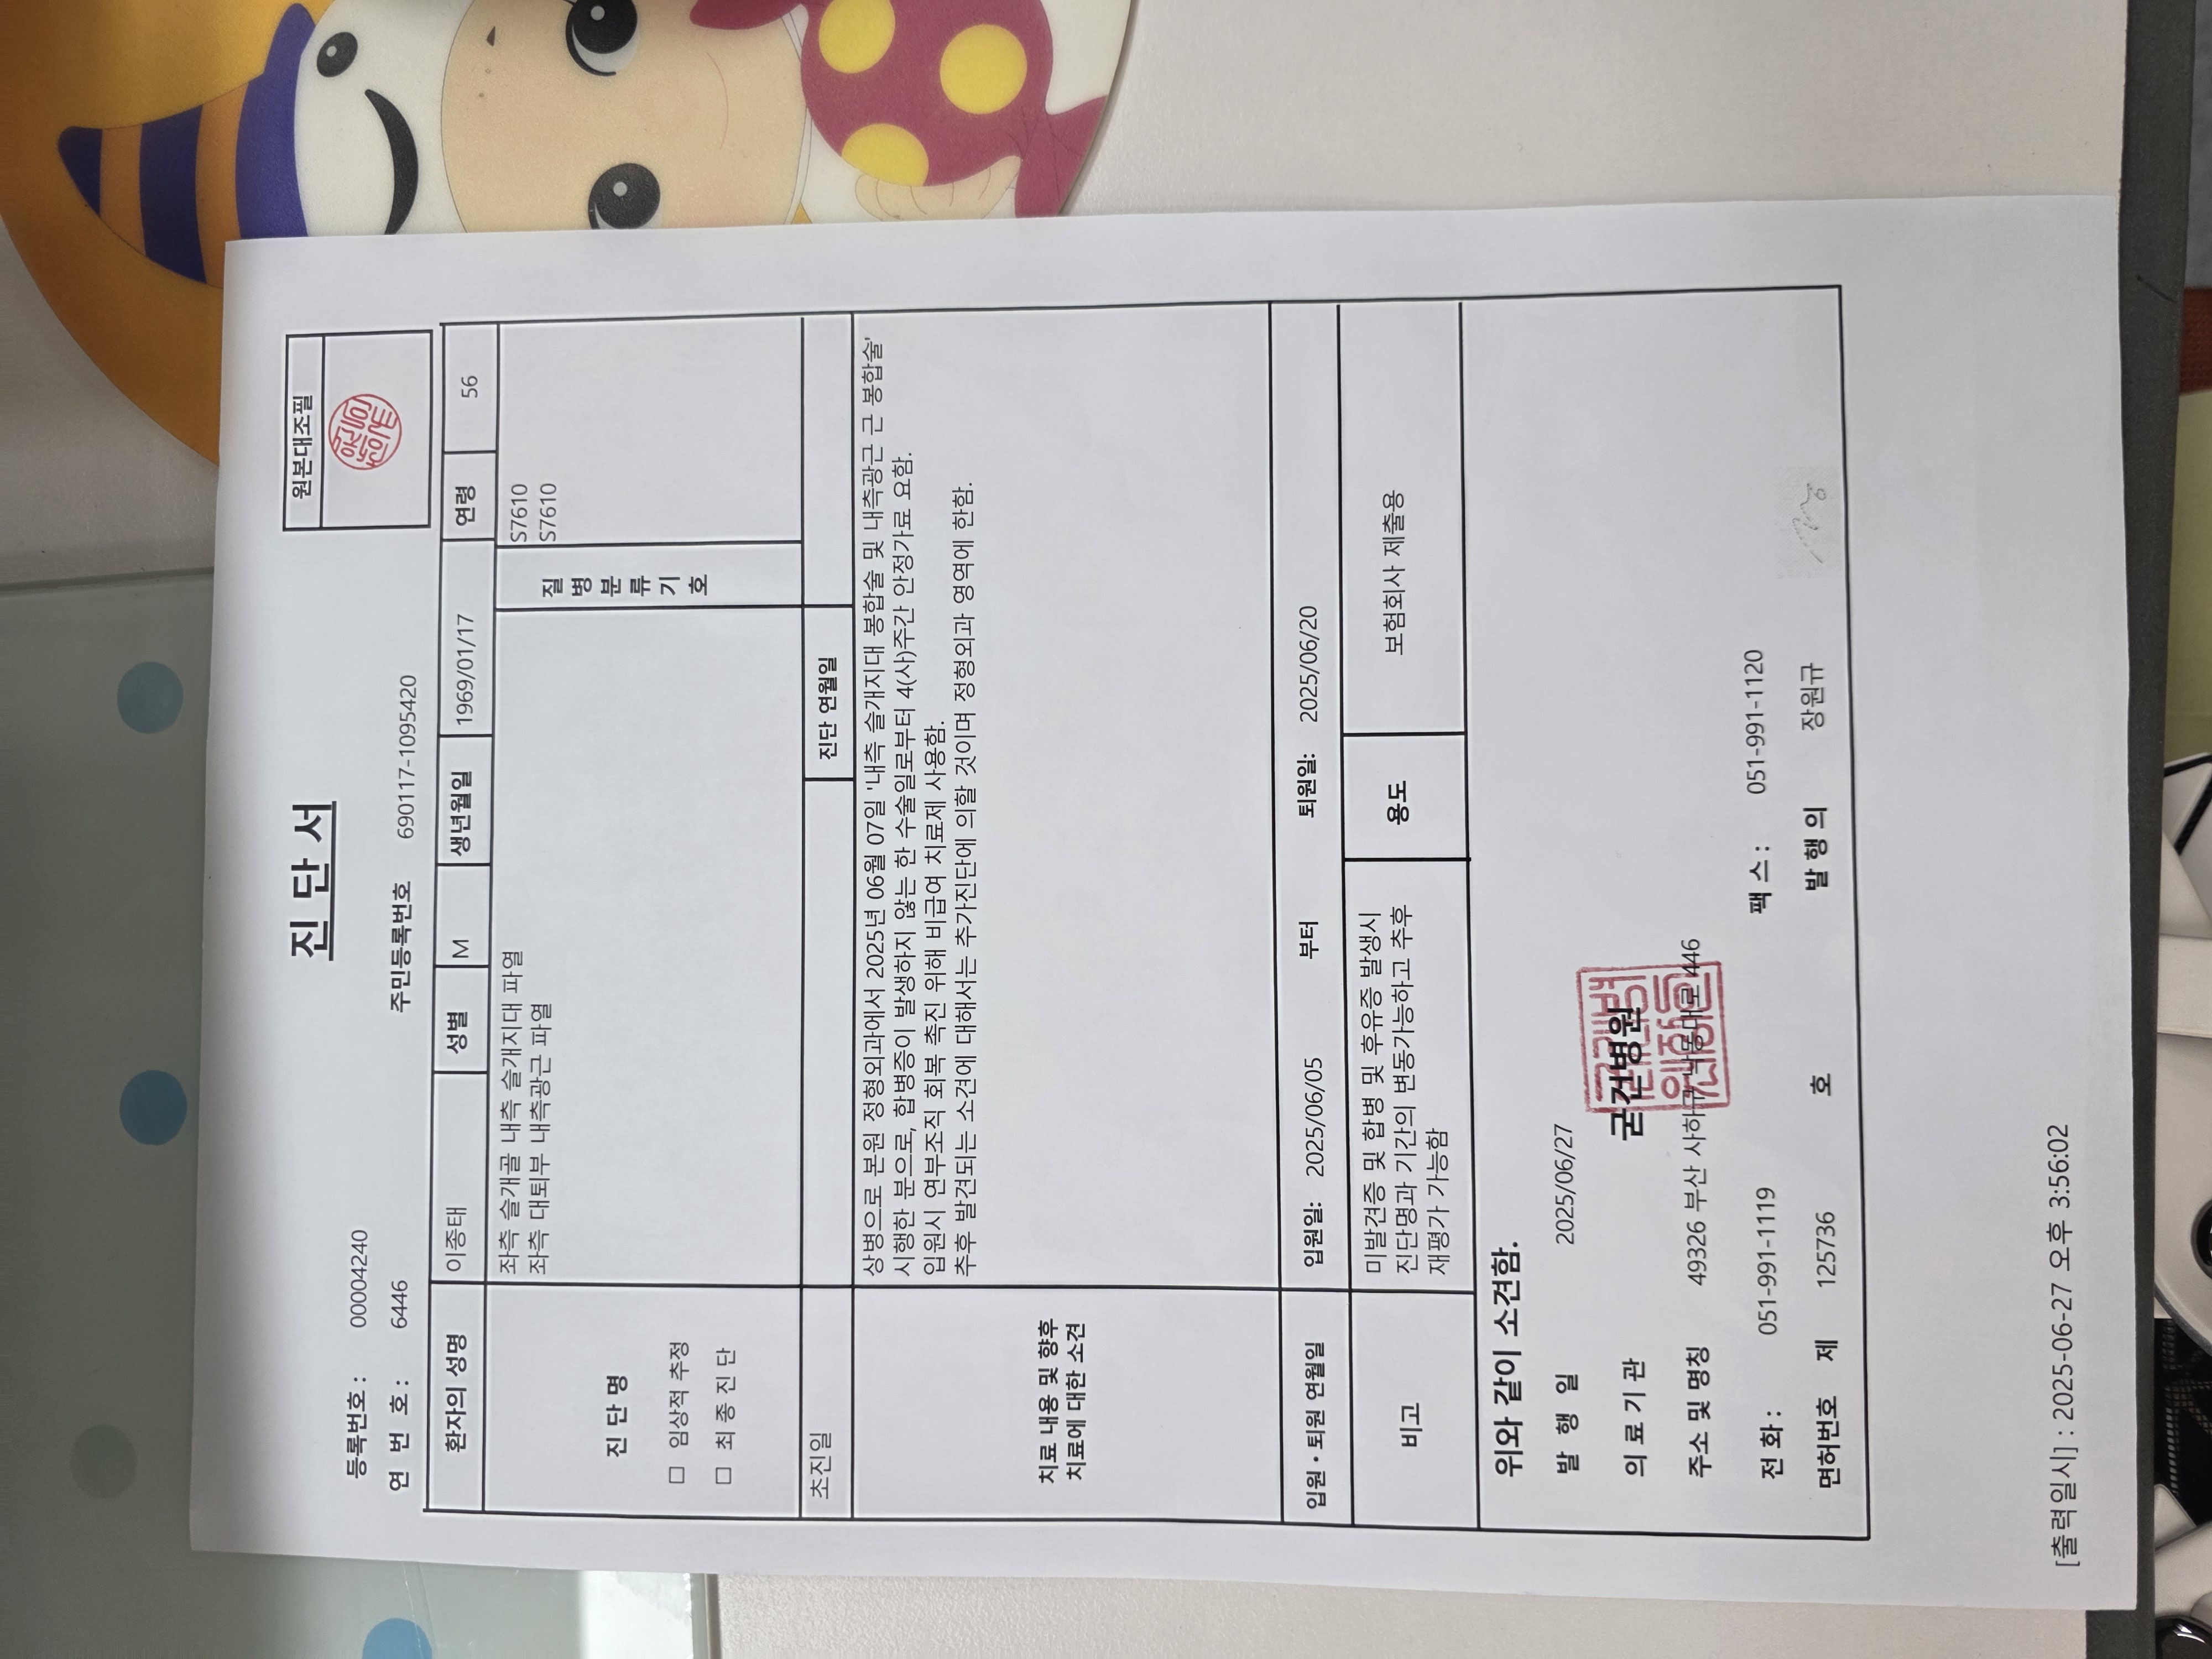 원본대조필
진 단 서
등록번호 : 00004240
연 번 호 : 6446 주민등록번호 690117-1095420
환자의 성명 이종태 성별 M 생년월일 1969/01/17 연령 56
진 단 명
□ 임상적 추정
□ 최 종 진 단
좌측 슬개골 내측 슬개지대 파열
좌측 대퇴부 내측광근 파열
질병분류기호
S7610
S7610
초진일 진단 연월일
치료 내용 및 향후
치료에 대한 소견
상병으로 본원 정형외과에서 2025년 06월 07일 '내측 슬개지대 봉합술 및 내측광근 근 봉합술'
시행한 분으로, 합병증이 발생하지 않는 한 수술일로부터 4(사)주간 안정가료 요함.
입원시 연부조직 회복 촉진 위해 비급여 치료제 사용함.
추후 발견되는 소견에 대해서는 추가진단에 의할 것이며 정형외과 영역에 한함.
입원 • 퇴원 연월일 입원일: 2025/06/05 부터 퇴원일: 2025/06/20
비고
미발견증 및 합병 및 후유증 발생시
진단명과 기간의 변동가능하고 추후
재평가 가능함
용도 보험회사 제출용
위와 같이 소견함.
발 행 일 2025/06/27
의 료 기 관 굳건병원
주소 및 명칭 49326 부산 사하구 낙동대로 446
전 화 : 051-991-1119 팩 스 : 051-991-1120
면허번호 제 125736 호 발 행 의 장원규
[출력일시] : 2025-06-27 오후 3:56:02